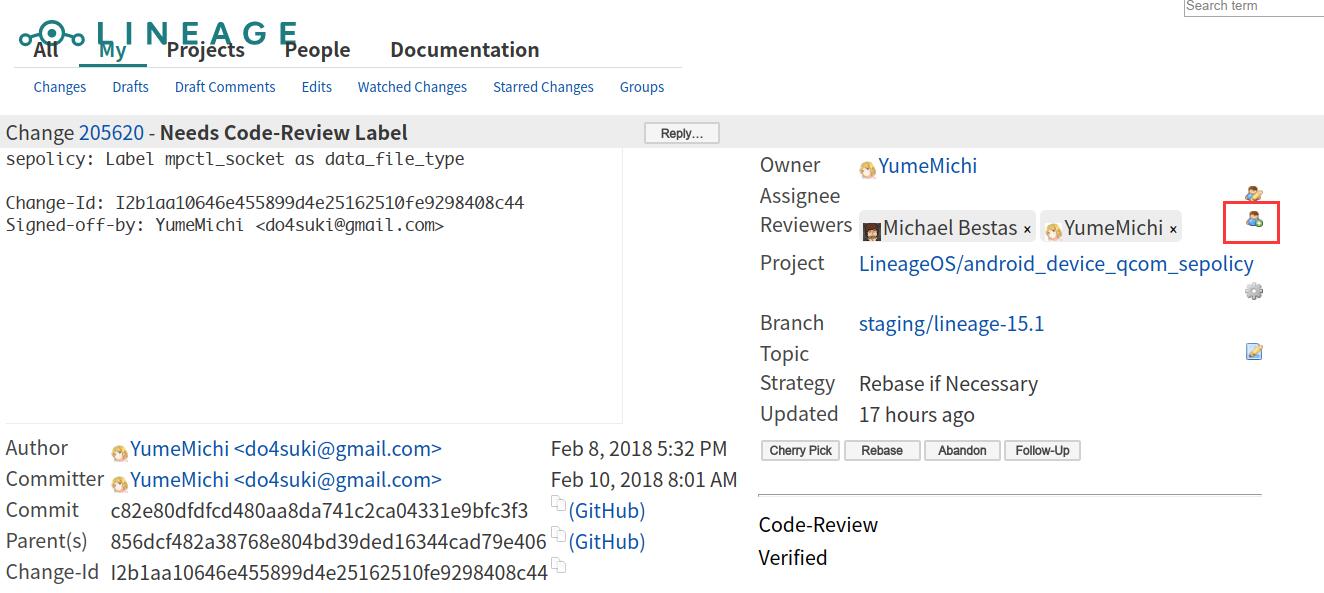 Search term
LINEAGE
All My Projects People Documentation
Changes Drafts Draft Comments Edits Watched Changes Starred Changes Groups
Change 205620 - Needs Code-Review Label
Reply...
sepolicy: Label mpctl_socket as data_file_type
Change-Id: I2b1aa10646e455899d4e25162510fe9298408c44
Signed-off-by: YumeMichi <do4suki@gmail.com>
Owner YumeMichi
Assignee
Reviewers Michael Bestas × YumeMichi ×
Project LineageOS/android_device_qcom_sepolicy
Branch staging/lineage-15.1
Topic
Strategy Rebase if Necessary
Updated 17 hours ago
Cherry Pick Rebase Abandon Follow-Up
Author YumeMichi <do4suki@gmail.com> Feb 8, 2018 5:32 PM
Committer YumeMichi <do4suki@gmail.com> Feb 10, 2018 8:01 AM
Commit c82e80dfdfcd480aa8da741c2ca04331e9bfc3f3 (GitHub)
Parent(s) 856dcf482a38768e804bd39ded16344cad79e406 (GitHub)
Change-Id I2b1aa10646e455899d4e25162510fe9298408c44
Code-Review
Verified